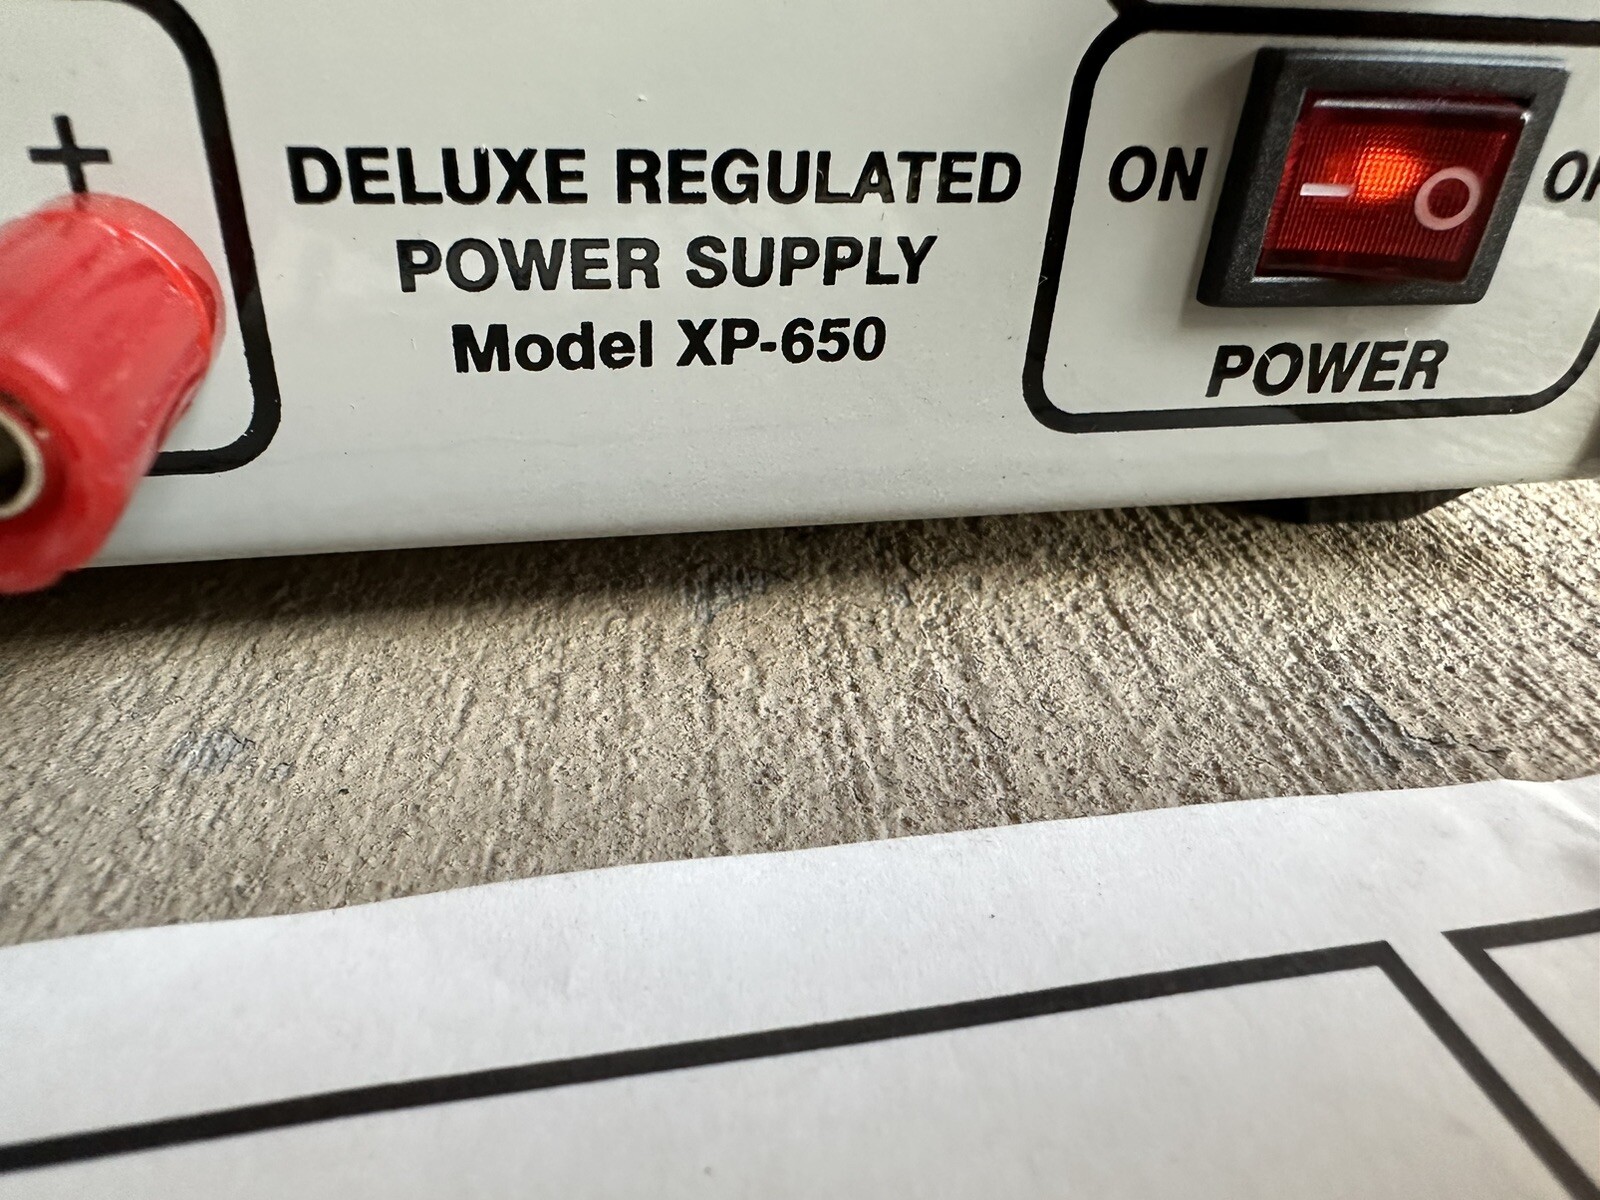 +
DELUXE REGULATED
POWER SUPPLY
Model XP-650
ON
POWER